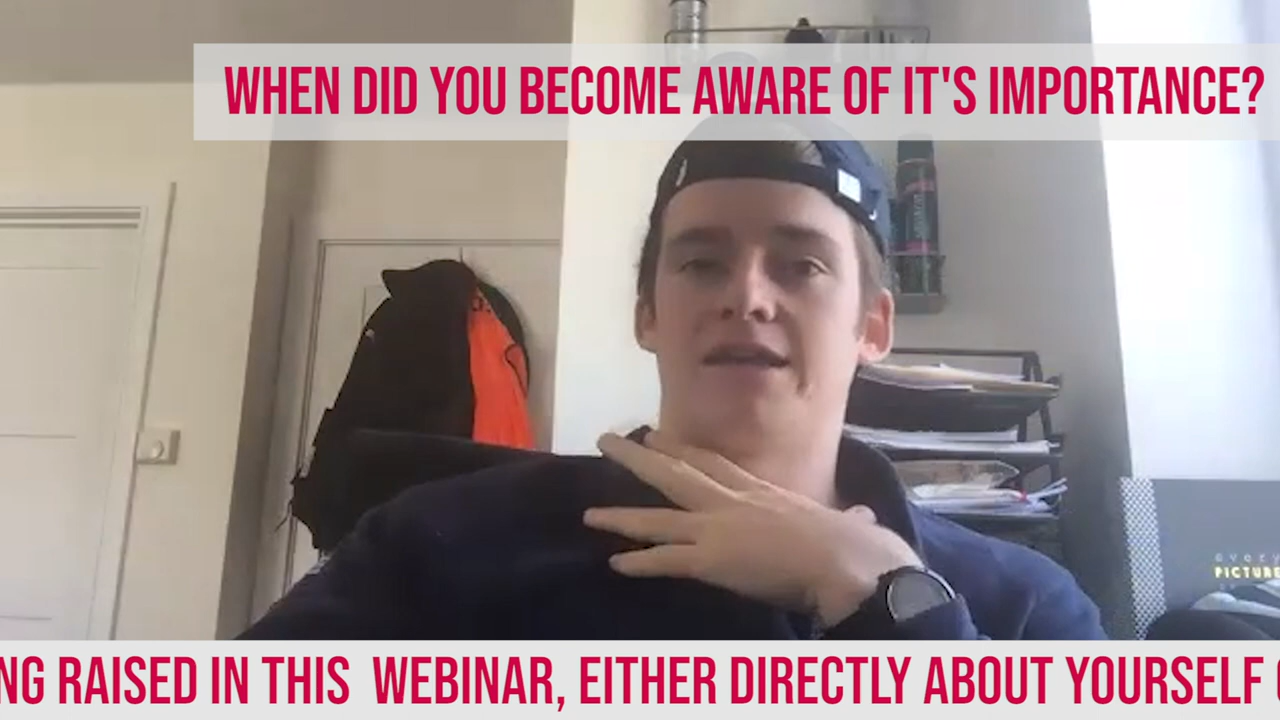 WHEN DID YOU BECOME AWARE OF IT'S IMPORTANCE?
PICTURE
NG RAISED IN THIS WEBINAR, EITHER DIRECTLY ABOUT YOURSELF